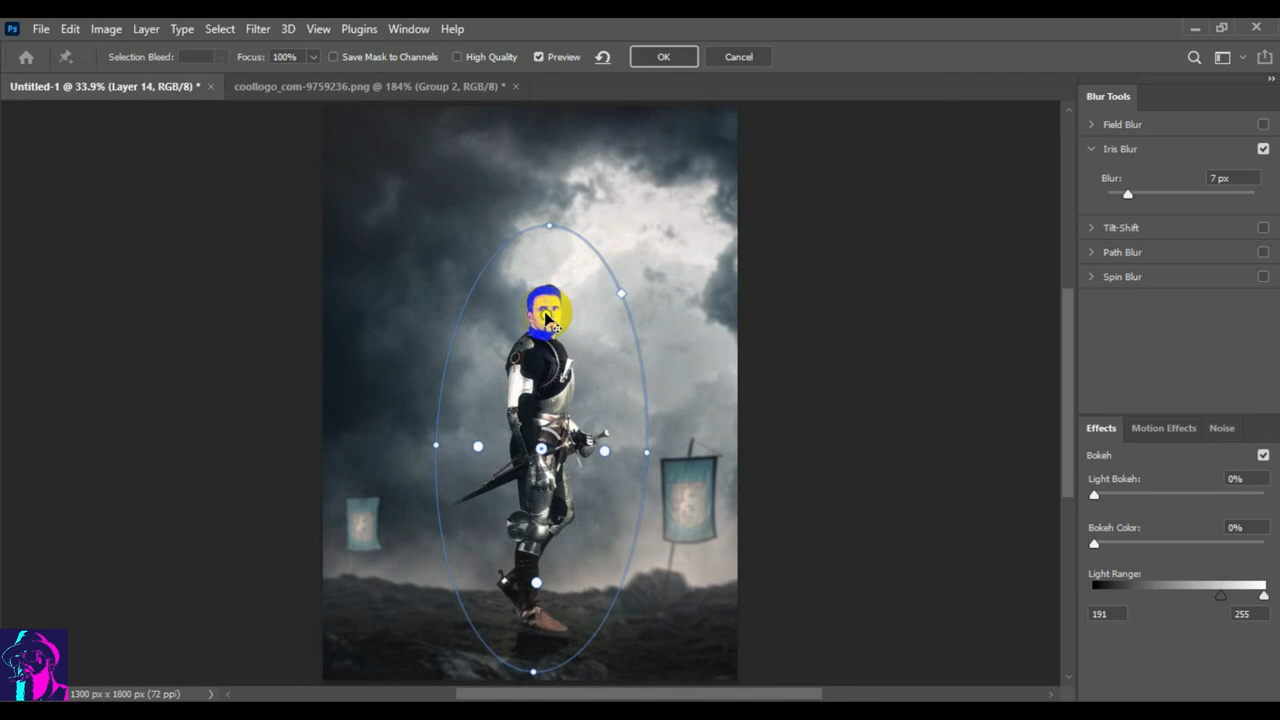 Ps File Edit Image Layer Type Select Filter 3D View Plugins Window Help
Selection Bleed: Focus: 100% Save Mask to Channels High Quality Preview OK Cancel
Untitled-1 @ 33.9% (Layer 14, RGB/8) * × coollogo_com-9759236.png @ 184% (Group 2, RGB/8) * ×
Blur Tools
Field Blur
Iris Blur
Blur: 7 px
Tilt-Shift
Path Blur
Spin Blur
Effects Motion Effects Noise
Bokeh
Light Bokeh: 0%
Bokeh Color: 0%
Light Range:
191 255
1300 px x 1800 px (72 ppi)